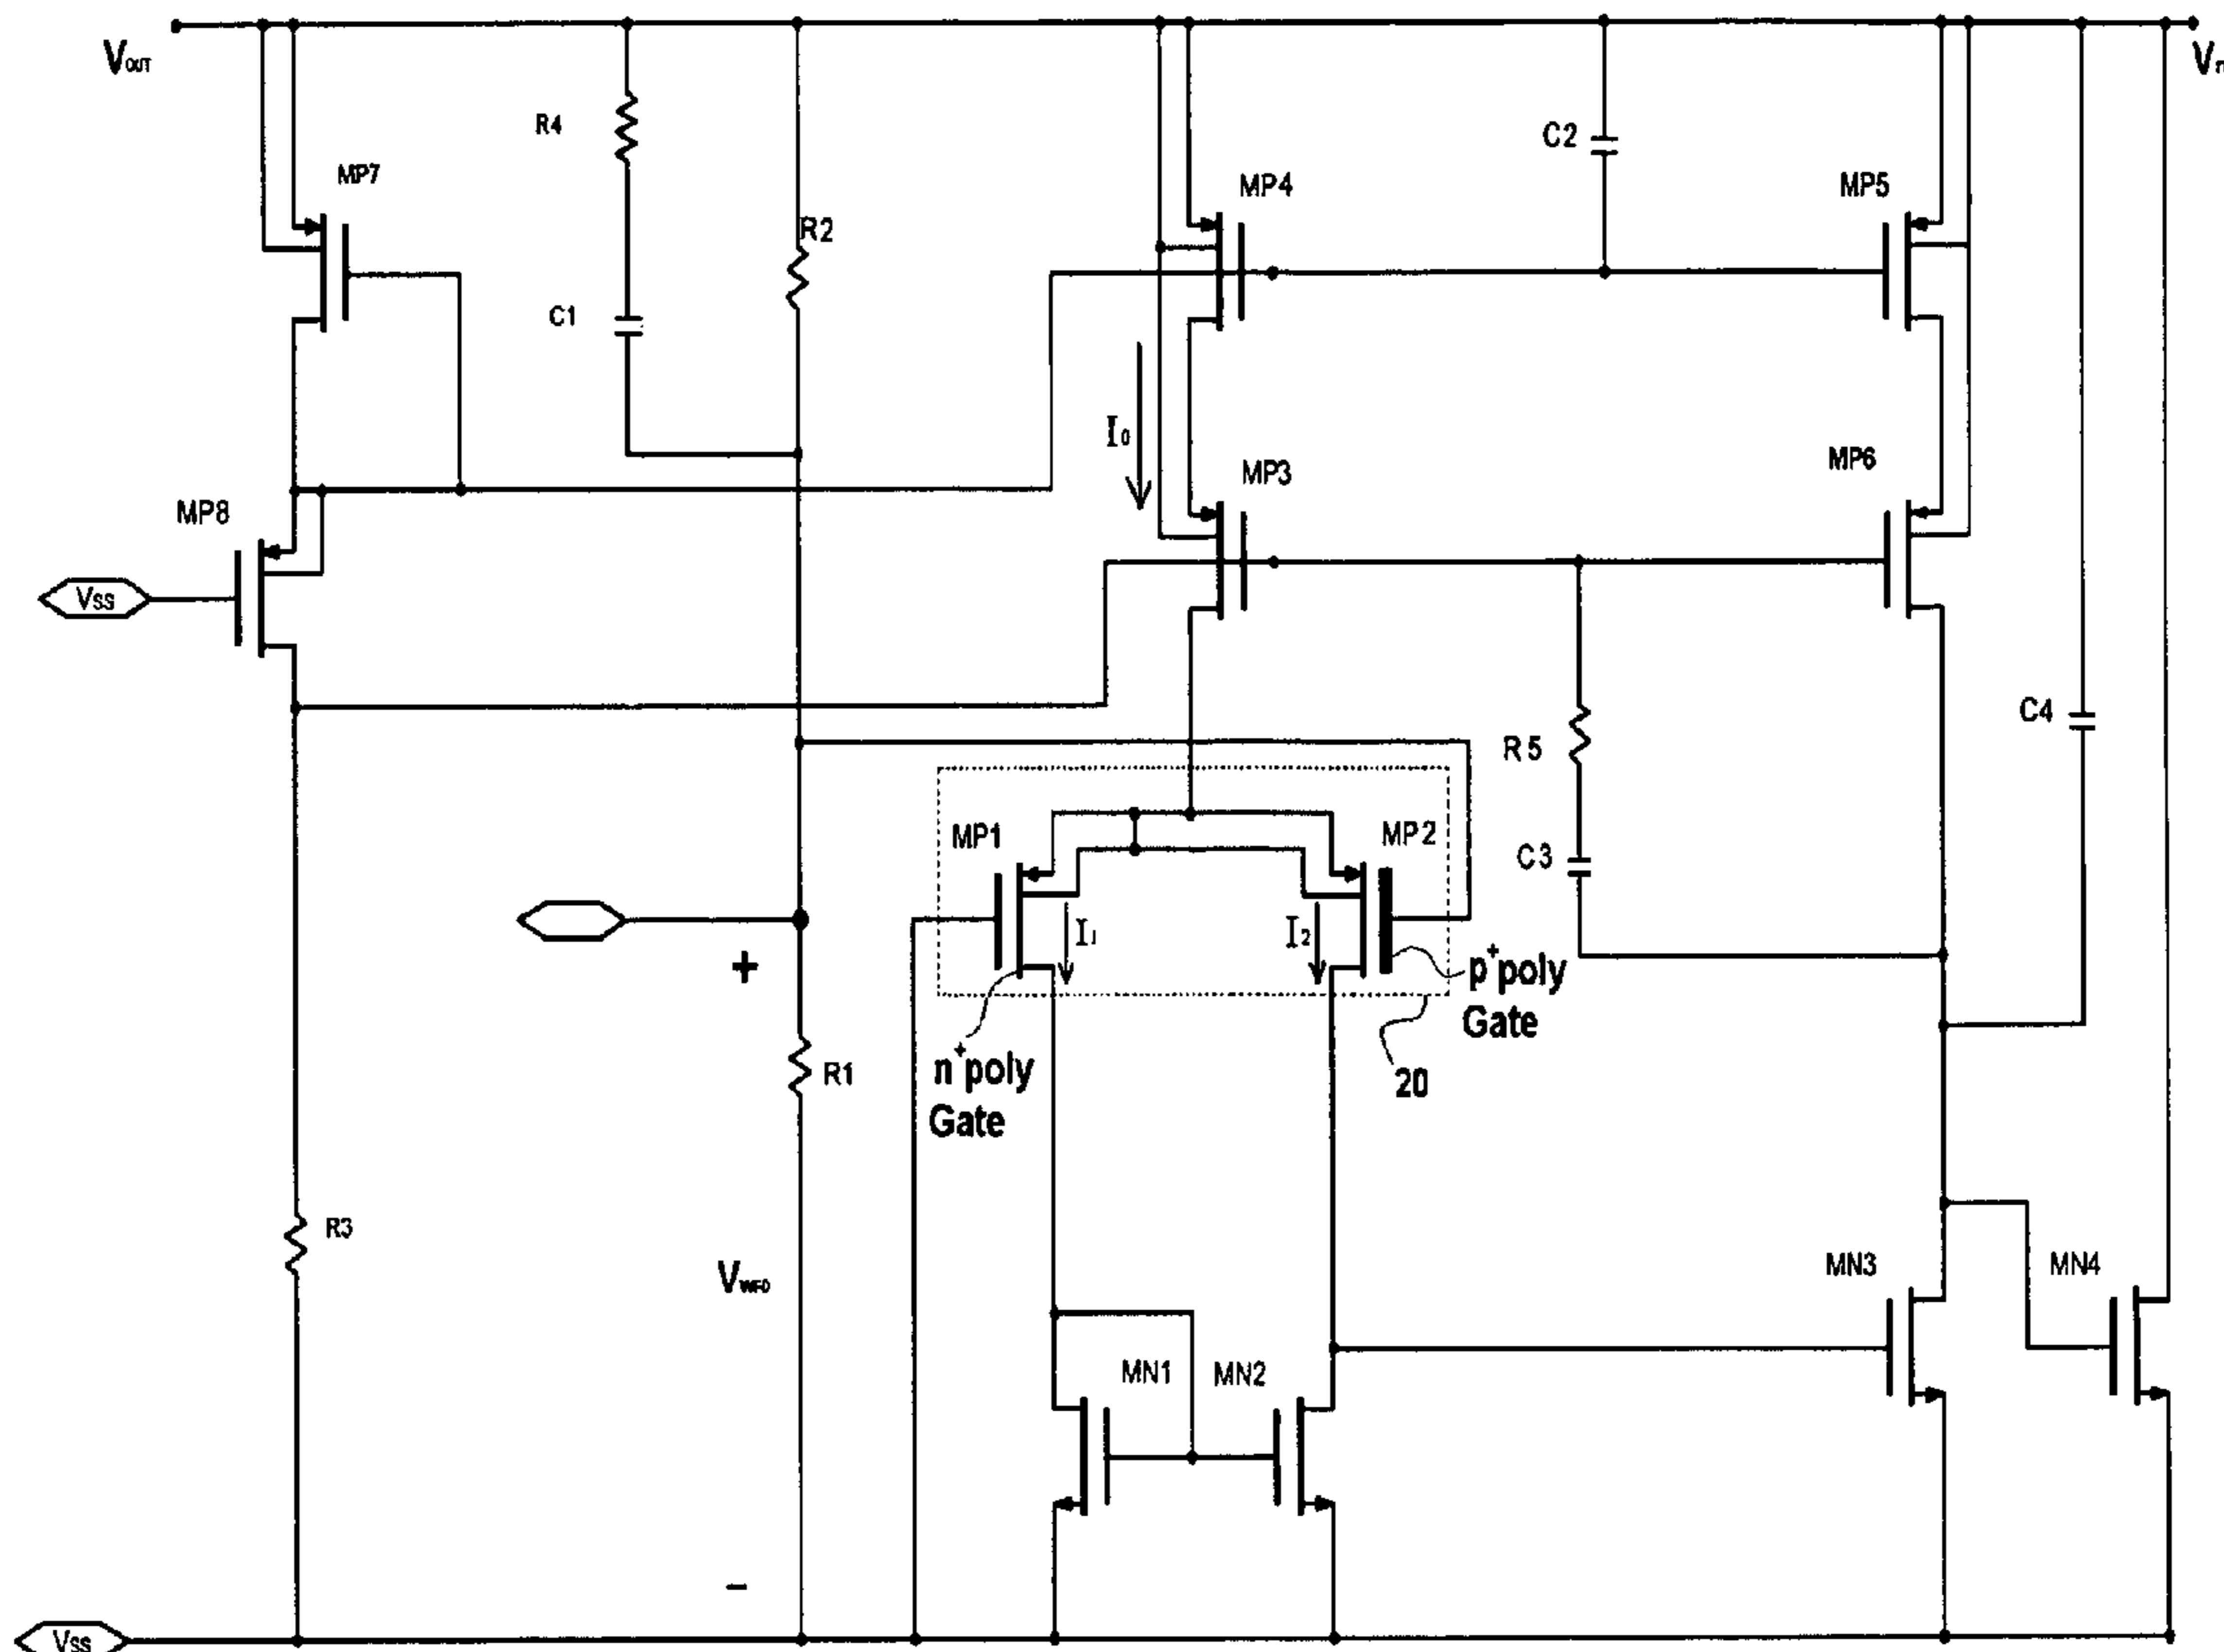 VOUT
R4
MP7
C1
R2
MP4
C2
MP5
I0
MP3
MP6
MP8
Vss
R5
C4
MP1
MP2
C3
I1
I2
+
n+poly
Gate
p+poly
Gate
20
R1
R3
MN3
MN4
MN1
MN2
-
Vss